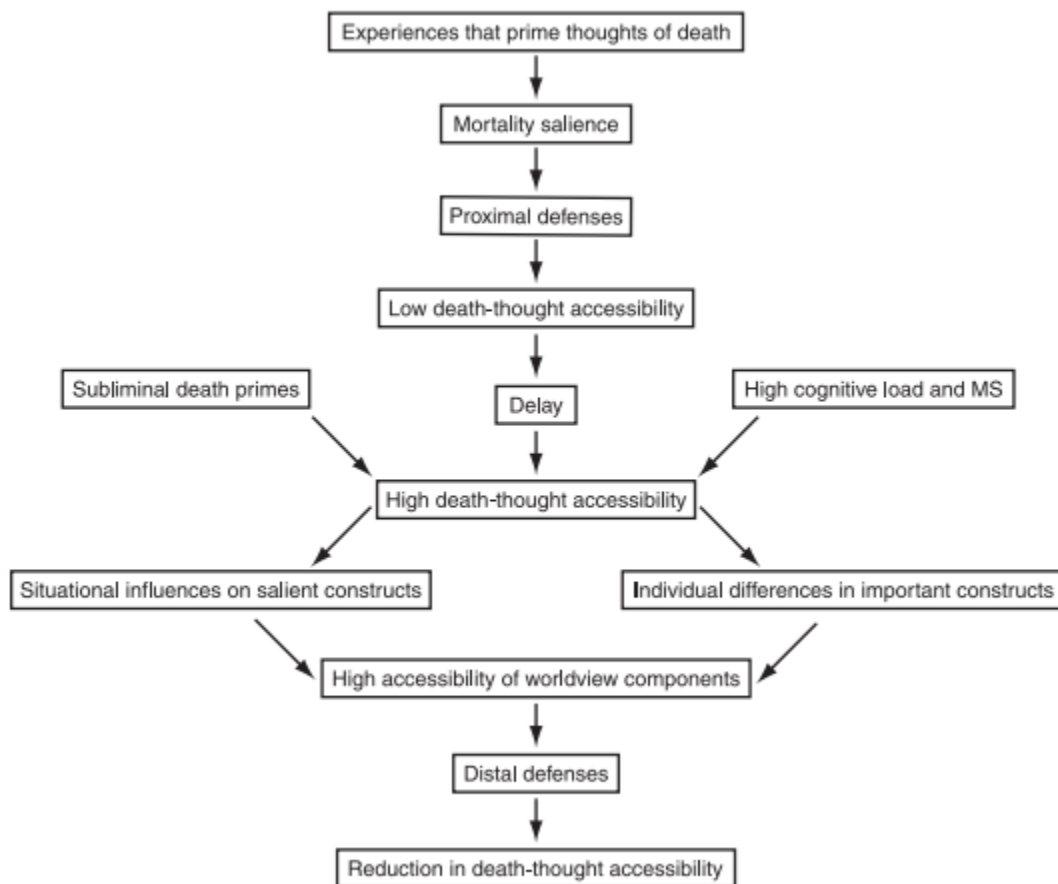 Experiences that prime thoughts of death
Mortality salience
Proximal defenses
Low death-thought accessibility
Subliminal death primes
Delay
High cognitive load and MS
High death-thought accessibility
Situational influences on salient constructs
Individual differences in important constructs
High accessibility of worldview components
Distal defenses
Reduction in death-thought accessibility